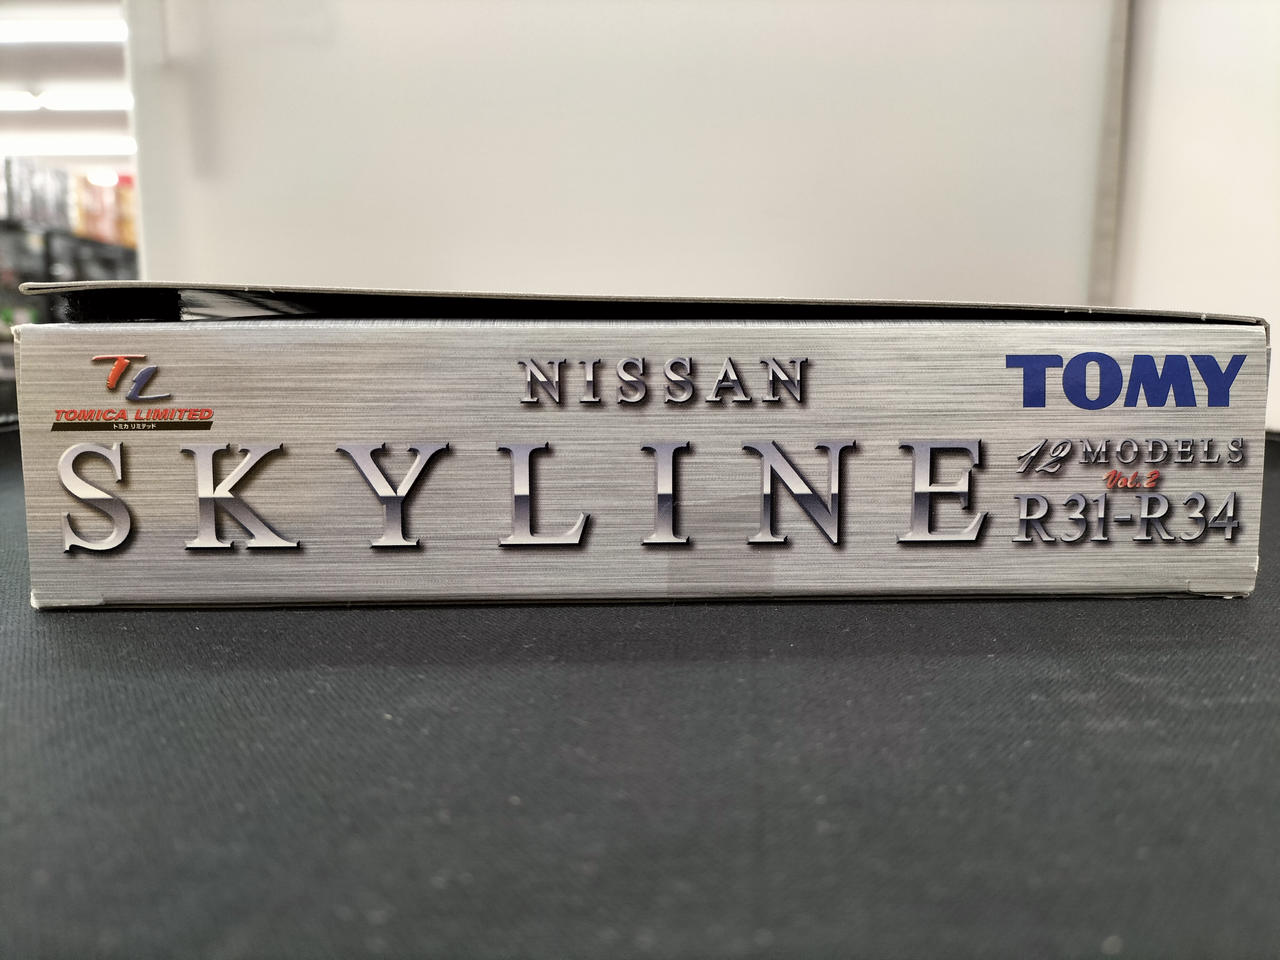 TL
TOMICA LIMITED
トミカ リミテッド
NISSAN
SKYLINE
TOMY
12 MODELS
Vol.2
R31-R34